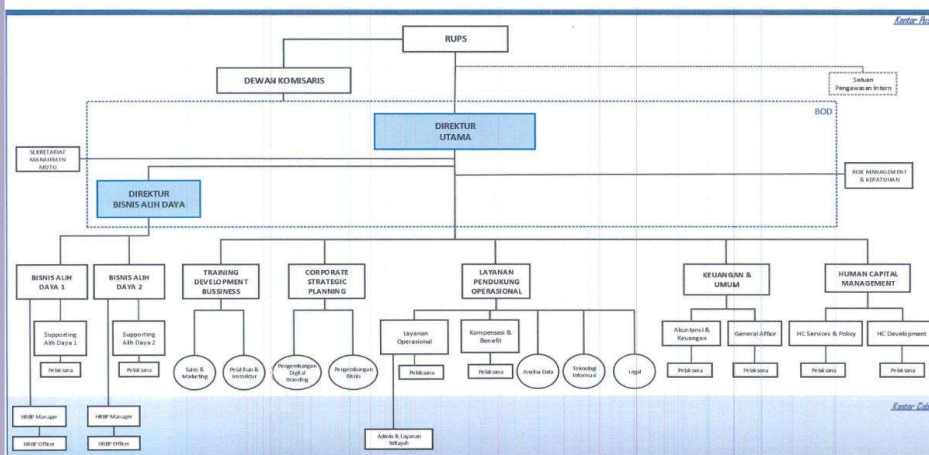 Kantor
RUPS
DEWAN KOMISARIS
Satuan
Pengawasan Intern
BOD
DIREKTUR
UTAMA
SEKRETARIAT
MANAJEMEN
MUTU
RISK MANAGEMENT
& KEPATUHAN
DIREKTUR
BISNIS ALIH DAYA
BISNIS ALIH
DAYA 1
BISNIS ALIH
DAYA 2
TRAINING
DEVELOPMENT
BUSSINESS
CORPORATE
STRATEGIC
PLANNING
LAYANAN
PENDUKUNG
OPERASIONAL
KEUANGAN &
UMUM
HUMAN CAPITAL
MANAGEMENT
Supporting
Alih Daya 1
Pelaksana
Supporting
Alih Daya 2
Pelaksana
Sales &
Marketing
Pelatihan &
Instruktur
Pengembangan
Digital
Branding
Pengembangan
Bisnis
Layanan
Operasional
Pelaksana
Kompensasi &
Benefit
Pelaksana
Analisa Data
Teknologi
Informasi
Legal
Akuntansi &
Keuangan
Pelaksana
General Affair
Pelaksana
HC Services & Policy
Pelaksana
HC Development
Pelaksana
Kantor
HRBP Manager
HRBP Officer
HRBP Manager
HRBP Officer
Admin & Layanan
Wilayah